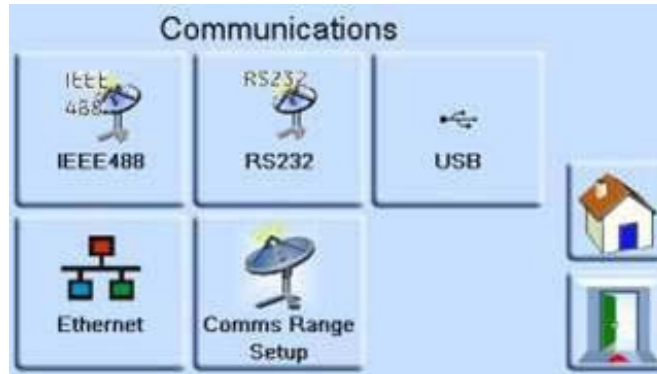 Communications
IEEE
488
IEEE488
RS232
RS232
USB
Ethernet
Comms Range
Setup